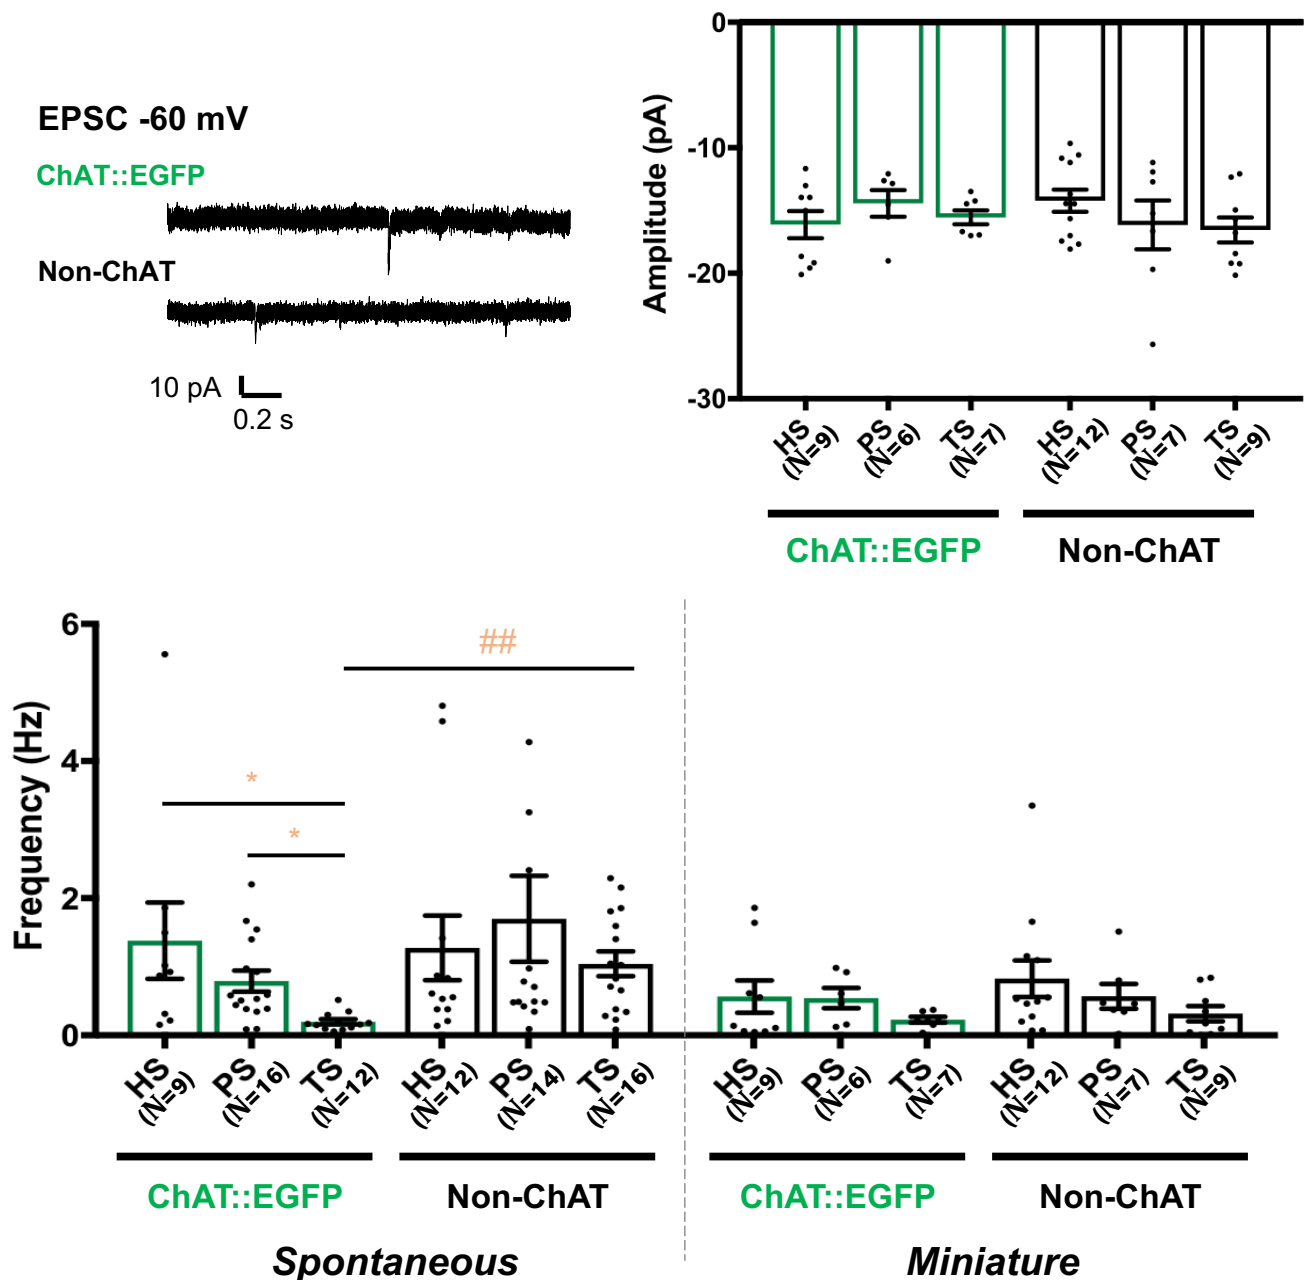 EPSC -60 mV
ChAT::EGFP
Non-ChAT
10 pA
0.2 s
Amplitude (pA)
0
-10
-20
-30
HS
(N=9)
PS
(N=6)
TS
(N=7)
HS
(N=12)
PS
(N=7)
TS
(N=9)
ChAT::EGFP
Non-ChAT
Frequency (Hz)
6
4
2
0
*
*
##
HS
(N=9)
PS
(N=16)
TS
(N=12)
HS
(N=12)
PS
(N=14)
TS
(N=16)
HS
(N=9)
PS
(N=6)
TS
(N=7)
HS
(N=12)
PS
(N=7)
TS
(N=9)
ChAT::EGFP
Non-ChAT
ChAT::EGFP
Non-ChAT
Spontaneous
Miniature